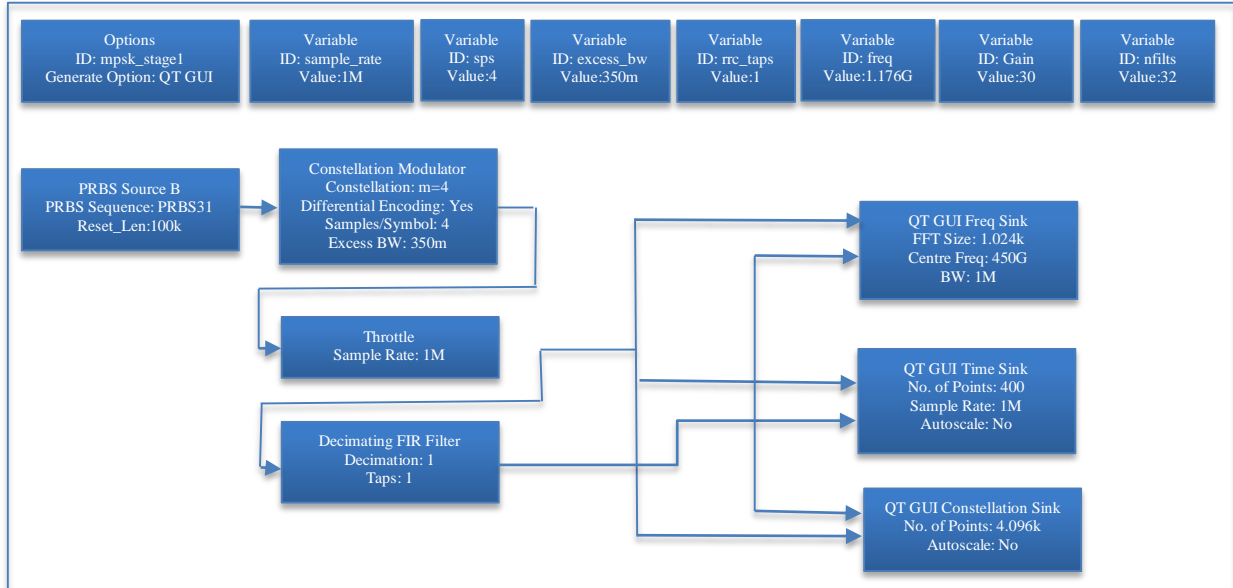 Options
ID: mpsk_stage1
Generate Option: QT GUI
Variable
ID: sample_rate
Value:1M
Variable
ID: sps
Value:4
Variable
ID: excess_bw
Value:350m
Variable
ID: rrc_taps
Value:1
Variable
ID: freq
Value:1.176G
Variable
ID: Gain
Value:30
Variable
ID: nfilts
Value:32
PRBS Source B
PRBS Sequence: PRBS31
Reset_Len:100k
Constellation Modulator
Constellation: m=4
Differential Encoding: Yes
Samples/Symbol: 4
Excess BW: 350m
QT GUI Freq Sink
FFT Size: 1.024k
Centre Freq: 450G
BW: 1M
Throttle
Sample Rate: 1M
QT GUI Time Sink
No. of Points: 400
Sample Rate: 1M
Autoscale: No
Decimating FIR Filter
Decimation: 1
Taps: 1
QT GUI Constellation Sink
No. of Points: 4.096k
Autoscale: No